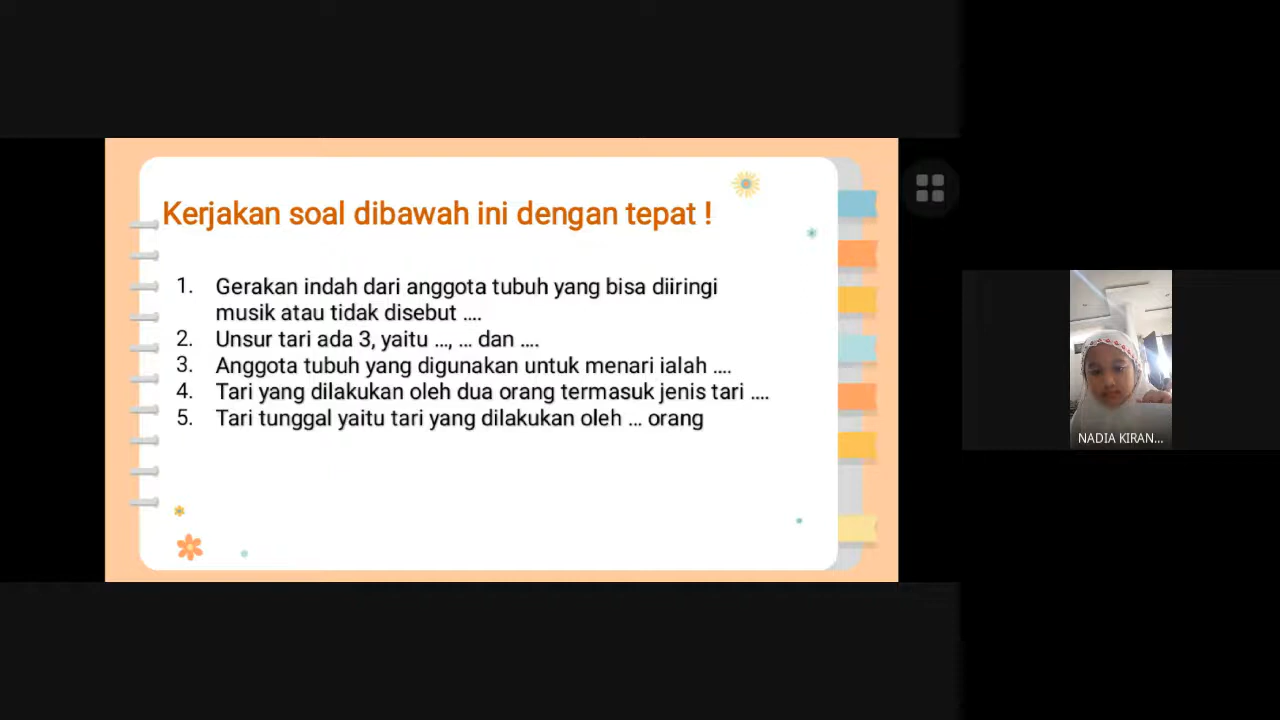 Kerjakan soal dibawah ini dengan tepat !
1. Gerakan indah dari anggota tubuh yang bisa diiringi
musik atau tidak disebut ....
2. Unsur tari ada 3, yaitu ..., ... dan ....
3. Anggota tubuh yang digunakan untuk menari ialah ....
4. Tari yang dilakukan oleh dua orang termasuk jenis tari ....
5. Tari tunggal yaitu tari yang dilakukan oleh ... orang
NADIA KIRAN...